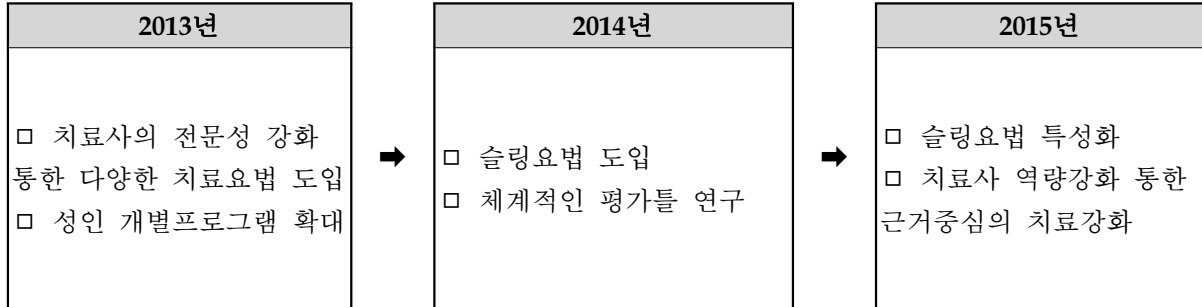 2013년
□ 치료사의 전문성 강화
통한 다양한 치료요법 도입
□ 성인 개별프로그램 확대
➡
2014년
□ 슬링요법 도입
□ 체계적인 평가틀 연구
➡
2015년
□ 슬링요법 특성화
□ 치료사 역량강화 통한
근거중심의 치료강화